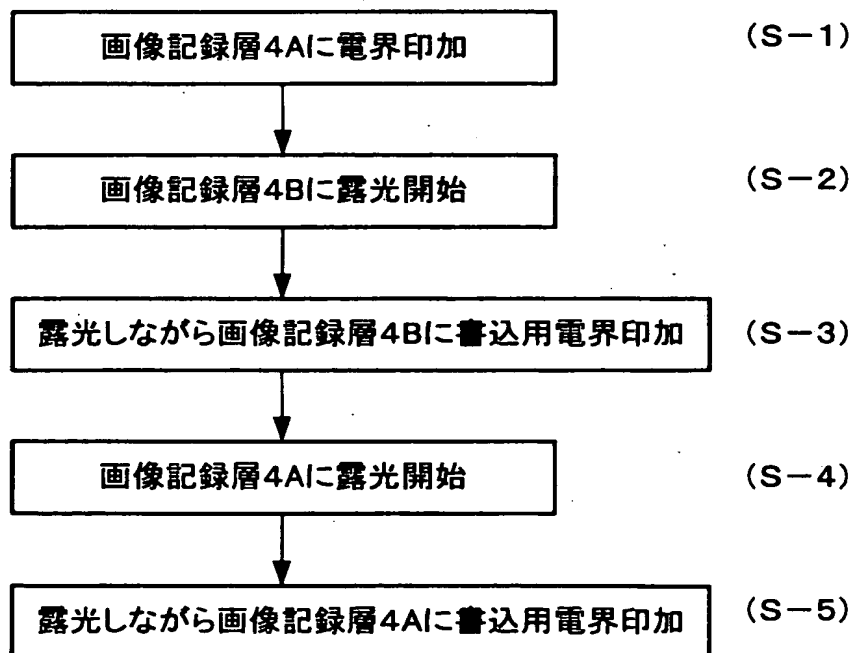 画像記録層4Aに電界印加 (S-1)
画像記録層4Bに露光開始 (S-2)
露光しながら画像記録層4Bに書込用電界印加 (S-3)
画像記録層4Aに露光開始 (S-4)
露光しながら画像記録層4Aに書込用電界印加 (S-5)